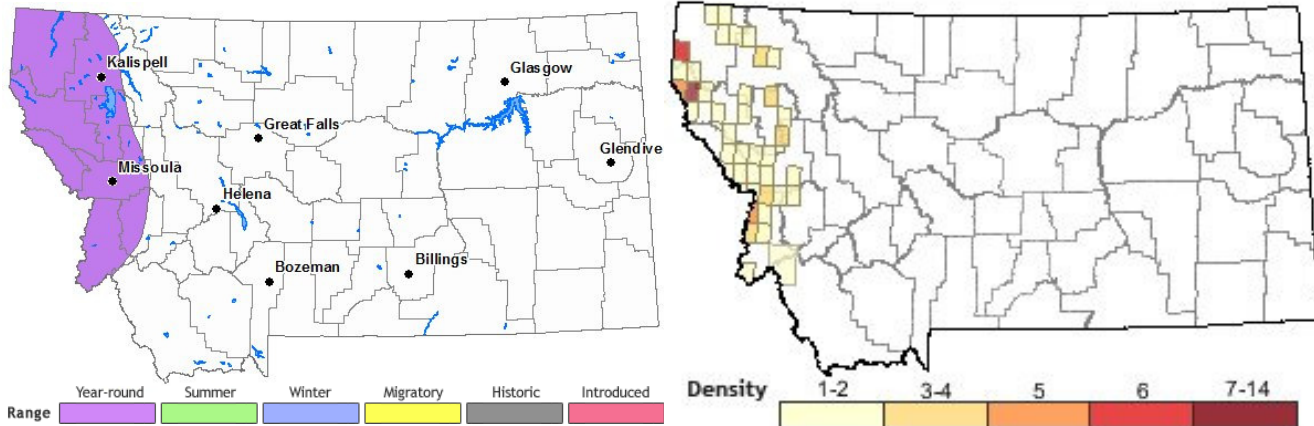 Kalispell
Glasgow
Great Falls
Glendive
Missoula
Helena
Bozeman
Billings
Year-round Summer Winter Migratory Historic Introduced
Range
Density 1-2 3-4 5 6 7-14